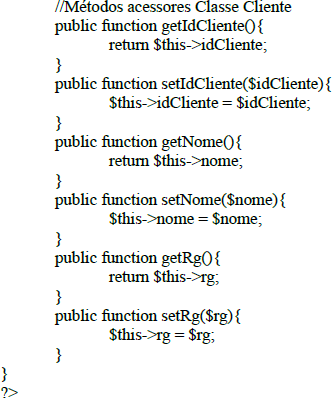 //Métodos acessores Classe Cliente
public function getIdCliente(){
return $this->idCliente;
}
public function setIdCliente($idCliente){
$this->idCliente = $idCliente;
}
public function getNome(){
return $this->nome;
}
public function setNome($nome){
$this->nome = $nome;
}
public function getRg(){
return $this->rg;
}
public function setRg($rg){
$this->rg = $rg;
}
}
?>